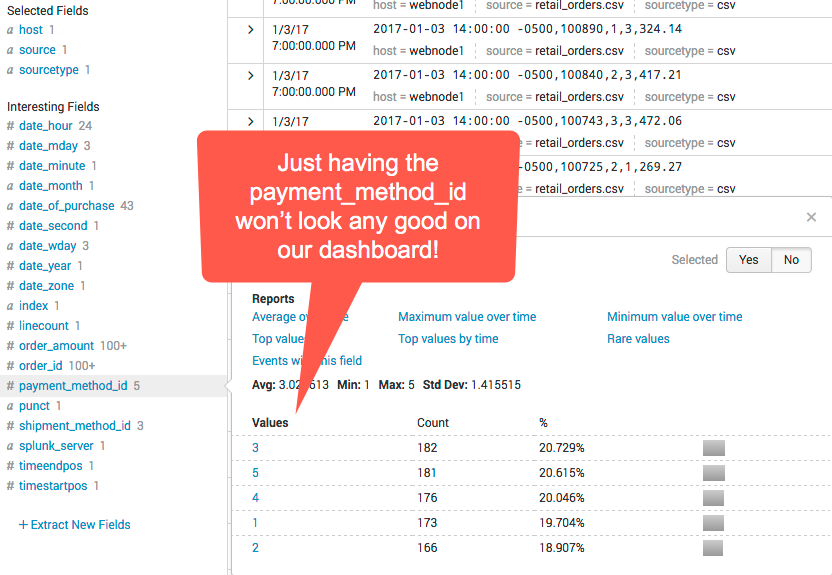 Selected Fields
a host 1
a source 1
a sourcetype 1
Interesting Fields
# date_hour 24
# date_mday 3
# date_minute 1
a date_month 1
a date_of_purchase 43
# date_second 1
a date_wday 3
# date_year 1
# date_zone 1
a index 1
# linecount 1
# order_amount 100+
# order_id 100+
# payment_method_id 5
a punct 1
# shipment_method_id 3
a splunk_server 1
# timeendpos 1
# timestartpos 1
+ Extract New Fields
7:00:00.000 PM
host = webnode1 source = retail_orders.csv sourcetype = csv
> 1/3/17 2017-01-03 14:00:00 -0500,100890,1,3,324.14
7:00:00.000 PM
host = webnode1 source = retail_orders.csv sourcetype = csv
> 1/3/17 2017-01-03 14:00:00 -0500,100840,2,3,417.21
7:00:00.000 PM
host = webnode1 source = retail_orders.csv sourcetype = csv
> 1/3/17 2017-01-03 14:00:00 -0500,100743,3,3,472.06
= retail_orders.csv sourcetype = csv
-0500,100725,2,1,269.27
= retail_orders.csv sourcetype = csv
Just having the
payment_method_id
won't look any good on
our dashboard!
×
Selected Yes No
Reports
Average over Maximum value over time Minimum value over time
Top Top values by time Rare values
Events this field
Avg: Min: 1 Max: 5 Std Dev: 1.415515
Values Count %
3 182 20.729%
5 181 20.615%
4 176 20.046%
1 173 19.704%
2 166 18.907%